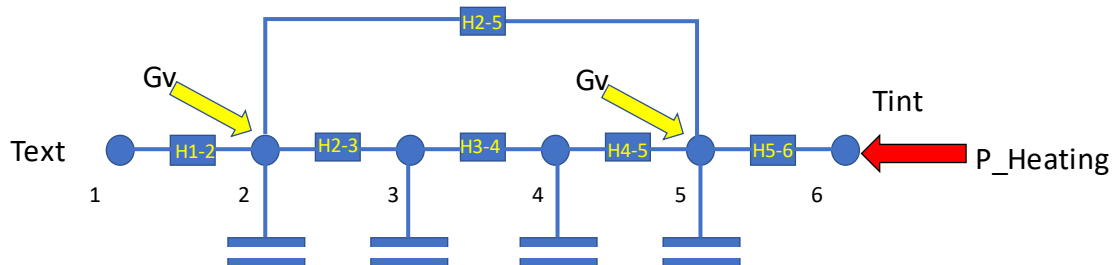 H2-5
Gv
Gv
Tint
Text
H1-2
H2-3
H3-4
H4-5
H5-6
P_Heating
1
2
3
4
5
6